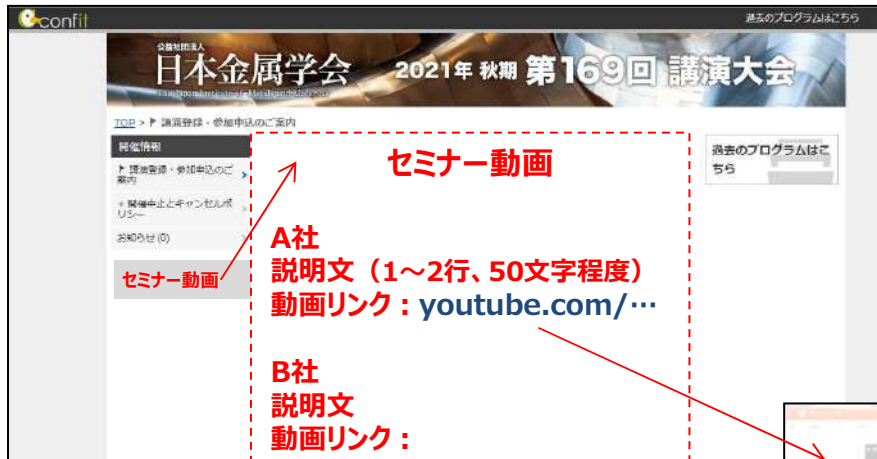 confit
過去のプログラムはこちら
公益社団法人
日本金属学会
2021年 秋期 第169回 講演大会
TOP > 講演登録・参加申込のご案内
開催情報
講演登録・参加申込のご案内
開催中止とキャンセルポリシー
お知らせ (0)
セミナー動画
セミナー動画
A社
説明文（1～2行、50文字程度）
動画リンク：youtube.com/…
B社
説明文
動画リンク：
過去のプログラムはこ
ちら